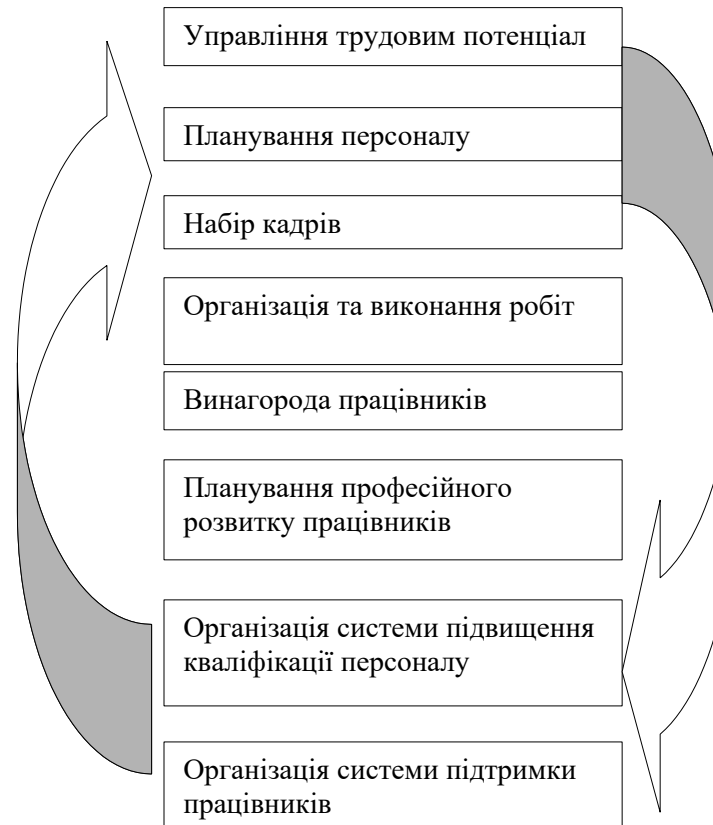 Управління трудовим потенціал
Планування персоналу
Набір кадрів
Організація та виконання робіт
Винагорода працівників
Планування професійного
розвитку працівників
Організація системи підвищення
кваліфікації персоналу
Організація системи підтримки
працівників